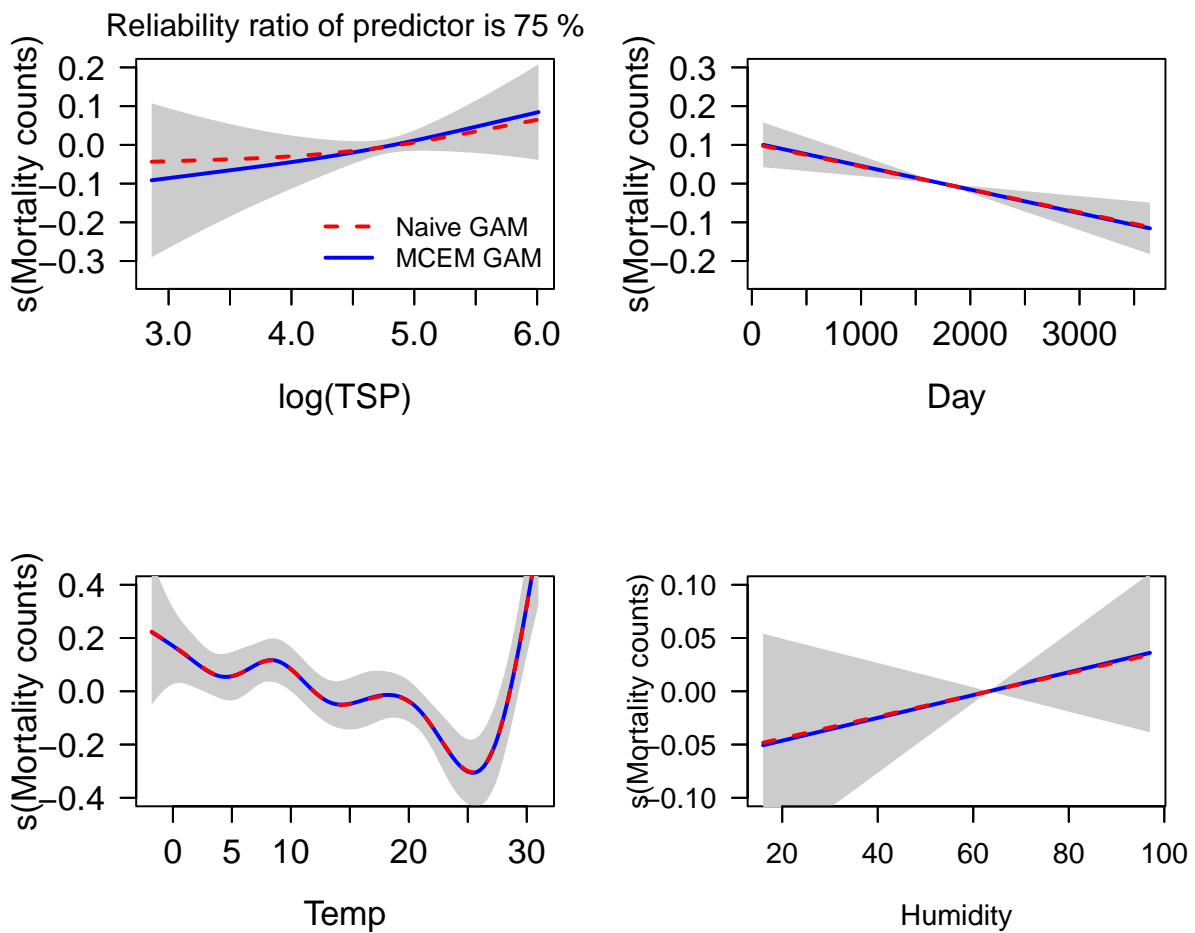 Reliability ratio of predictor is 75 %
s(Mortality counts)
0.2
0.1
0.0
−0.1
−0.2
−0.3
Naive GAM
MCEM GAM
3.0 4.0 5.0 6.0
log(TSP)
s(Mortality counts)
0.3
0.2
0.1
0.0
−0.1
−0.2
0 1000 2000 3000
Day
s(Mortality counts)
0.4
0.2
0.0
−0.2
−0.4
0 5 10 20 30
Temp
s(Mortality counts)
0.10
0.05
0.00
−0.05
−0.10
20 40 60 80 100
Humidity